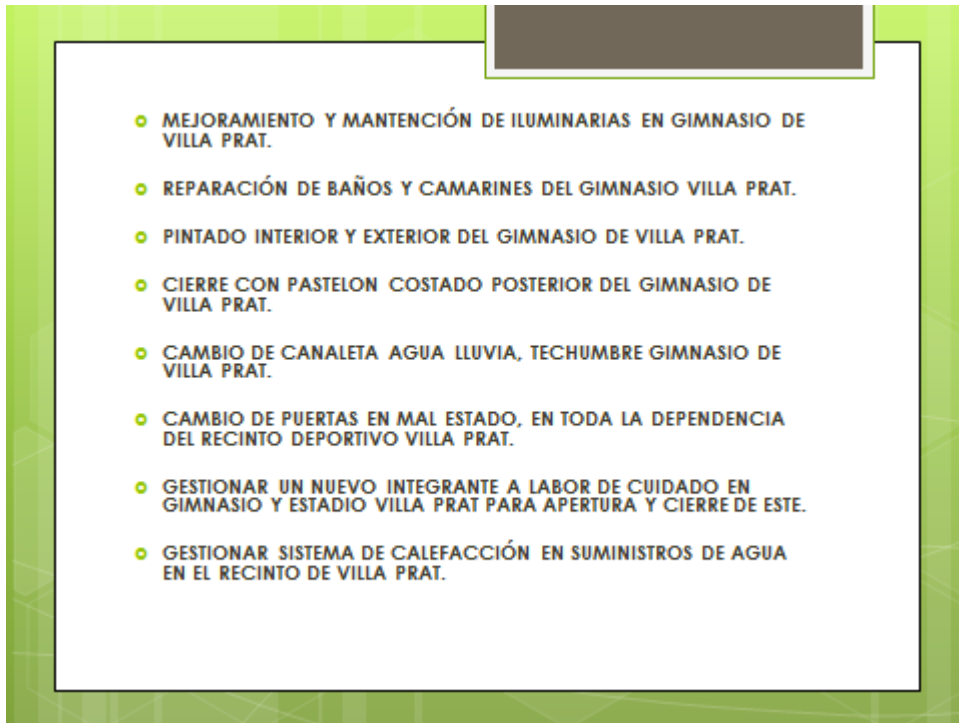 MEJORAMIENTO Y MANTENCIÓN DE ILUMINARIAS EN GIMNASIO DE
VILLA PRAT.
REPARACIÓN DE BAÑOS Y CAMARINES DEL GIMNASIO VILLA PRAT.
PINTADO INTERIOR Y EXTERIOR DEL GIMNASIO DE VILLA PRAT.
CIERRE CON PASTELON COSTADO POSTERIOR DEL GIMNASIO DE
VILLA PRAT.
CAMBIO DE CANALETA AGUA LLUVIA, TECHUMBRE GIMNASIO DE
VILLA PRAT.
CAMBIO DE PUERTAS EN MAL ESTADO, EN TODA LA DEPENDENCIA
DEL RECINTO DEPORTIVO VILLA PRAT.
GESTIONAR UN NUEVO INTEGRANTE A LABOR DE CUIDADO EN
GIMNASIO Y ESTADIO VILLA PRAT PARA APERTURA Y CIERRE DE ESTE.
GESTIONAR SISTEMA DE CALEFACCIÓN EN SUMINISTROS DE AGUA
EN EL RECINTO DE VILLA PRAT.